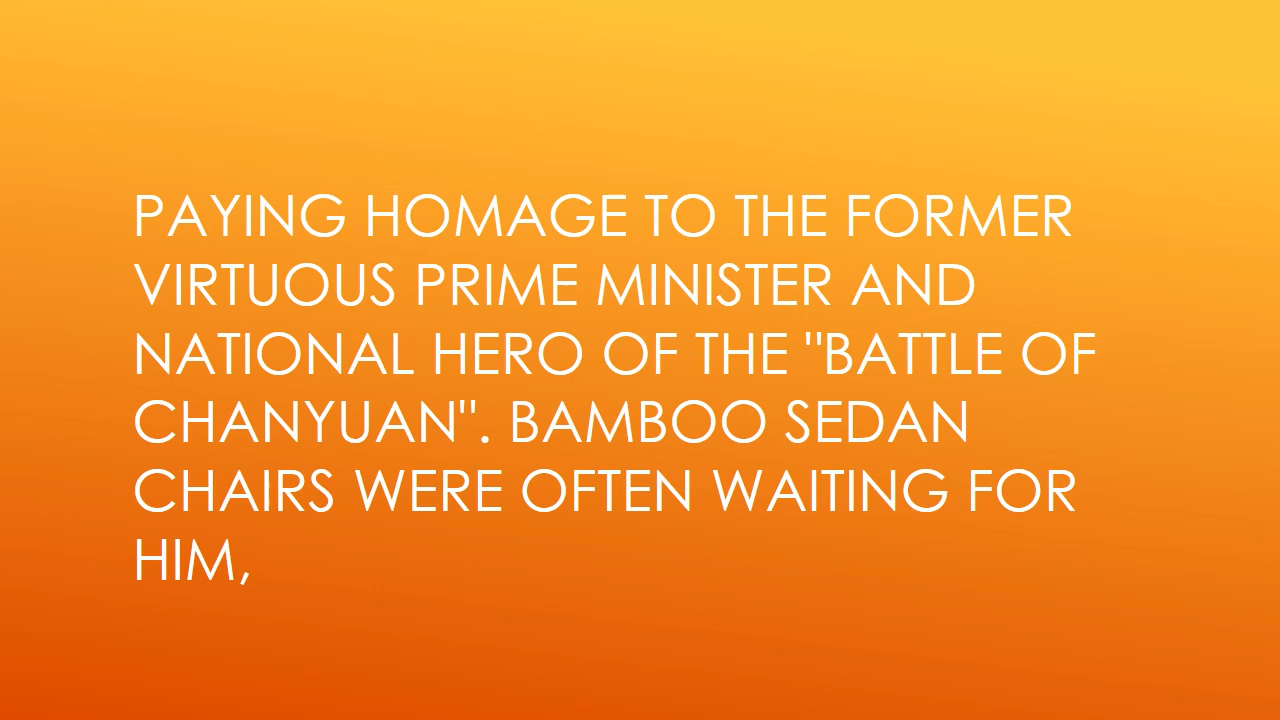 PAYING HOMAGE TO THE FORMER
VIRTUOUS PRIME MINISTER AND
NATIONAL HERO OF THE "BATTLE OF
CHANYUAN". BAMBOO SEDAN
CHAIRS WERE OFTEN WAITING FOR
HIM,